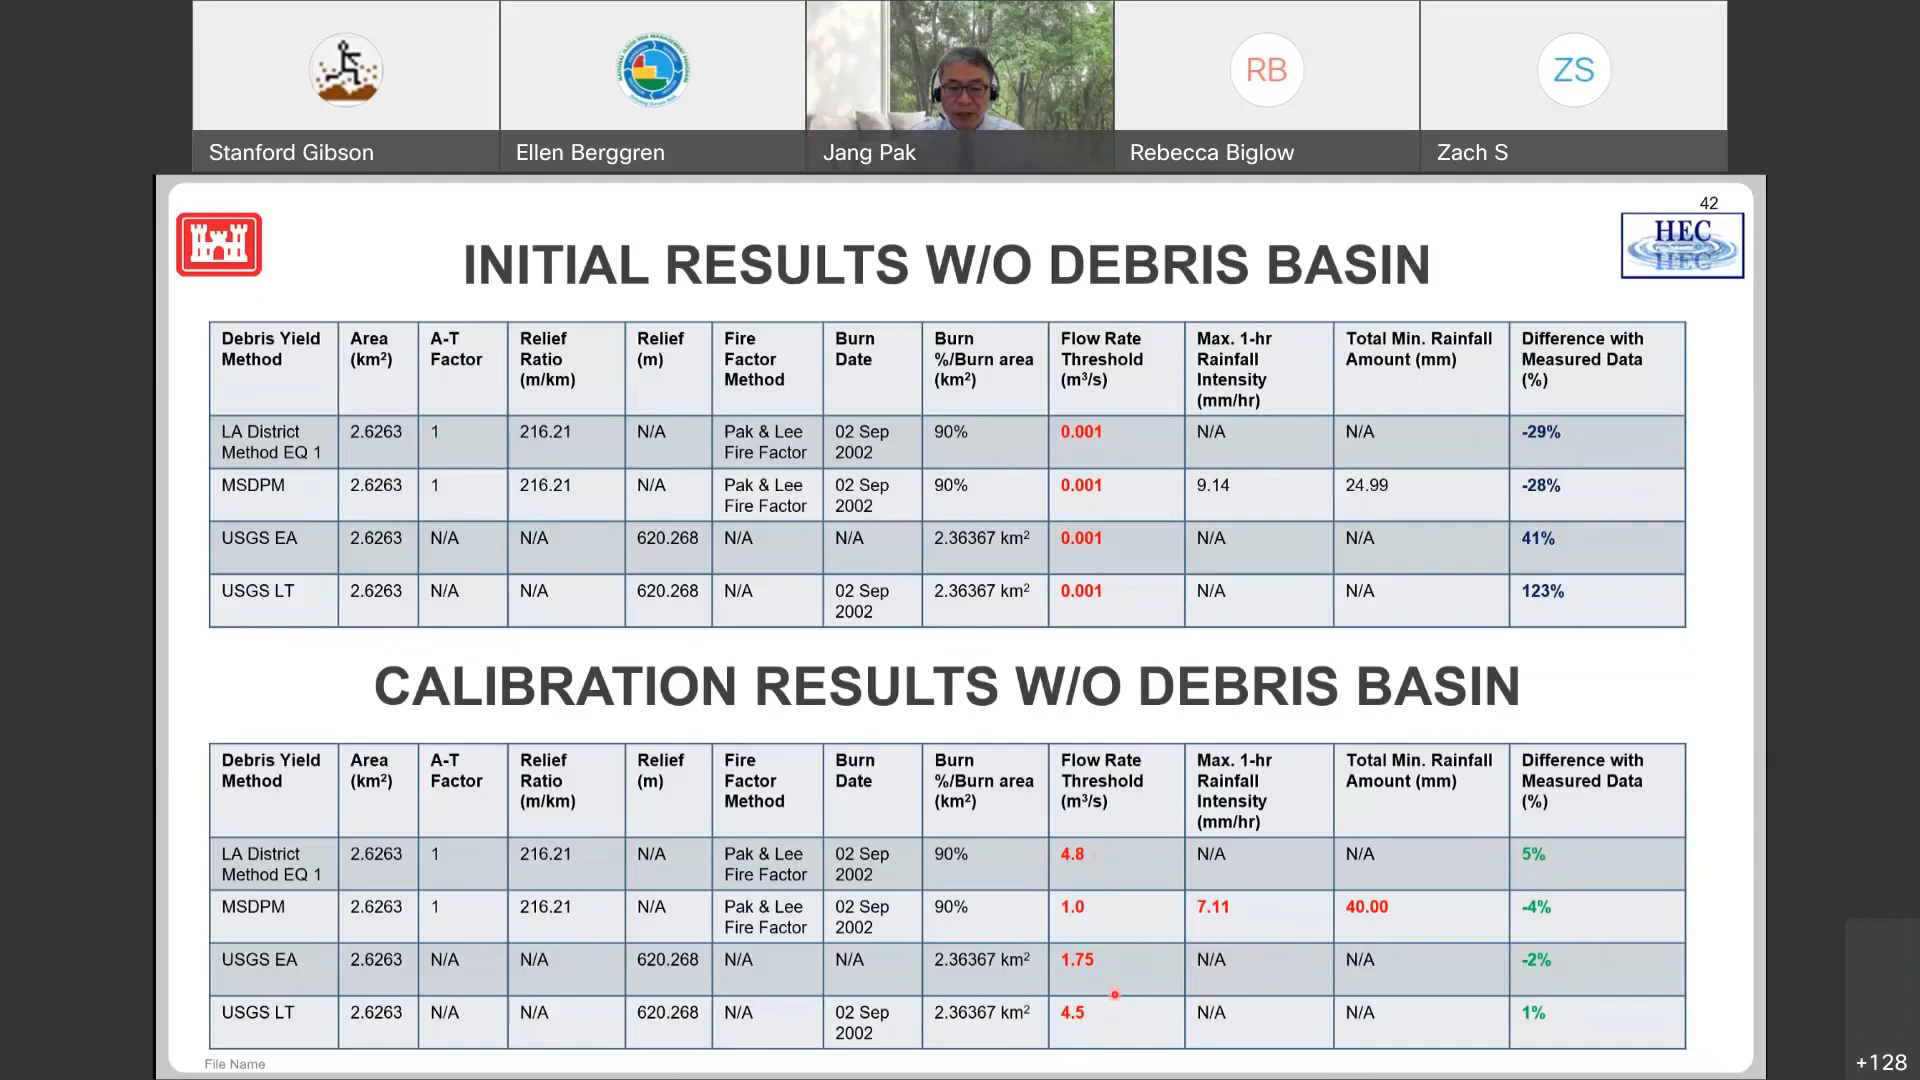 RB
ZS
Stanford Gibson
Ellen Berggren
Jang Pak
Rebecca Biglow
Zach S
42
HEC
INITIAL RESULTS W/O DEBRIS BASIN
Debris Yield Method | Area (km²) | A-T Factor | Relief Ratio (m/km) | Relief (m) | Fire Factor Method | Burn Date | Burn %/Burn area (km²) | Flow Rate Threshold (m³/s) | Max. 1-hr Rainfall Intensity (mm/hr) | Total Min. Rainfall Amount (mm) | Difference with Measured Data (%)
LA District Method EQ 1 | 2.6263 | 1 | 216.21 | N/A | Pak & Lee Fire Factor | 02 Sep 2002 | 90% | 0.001 | N/A | N/A | -29%
MSDPM | 2.6263 | 1 | 216.21 | N/A | Pak & Lee Fire Factor | 02 Sep 2002 | 90% | 0.001 | 9.14 | 24.99 | -28%
USGS EA | 2.6263 | N/A | N/A | 620.268 | N/A | N/A | 2.36367 km² | 0.001 | N/A | N/A | 41%
USGS LT | 2.6263 | N/A | N/A | 620.268 | N/A | 02 Sep 2002 | 2.36367 km² | 0.001 | N/A | N/A | 123%
CALIBRATION RESULTS W/O DEBRIS BASIN
Debris Yield Method | Area (km²) | A-T Factor | Relief Ratio (m/km) | Relief (m) | Fire Factor Method | Burn Date | Burn %/Burn area (km²) | Flow Rate Threshold (m³/s) | Max. 1-hr Rainfall Intensity (mm/hr) | Total Min. Rainfall Amount (mm) | Difference with Measured Data (%)
LA District Method EQ 1 | 2.6263 | 1 | 216.21 | N/A | Pak & Lee Fire Factor | 02 Sep 2002 | 90% | 4.8 | N/A | N/A | 5%
MSDPM | 2.6263 | 1 | 216.21 | N/A | Pak & Lee Fire Factor | 02 Sep 2002 | 90% | 1.0 | 7.11 | 40.00 | -4%
USGS EA | 2.6263 | N/A | N/A | 620.268 | N/A | N/A | 2.36367 km² | 1.75 | N/A | N/A | -2%
USGS LT | 2.6263 | N/A | N/A | 620.268 | N/A | 02 Sep 2002 | 2.36367 km² | 4.5 | N/A | N/A | 1%
File Name
+128